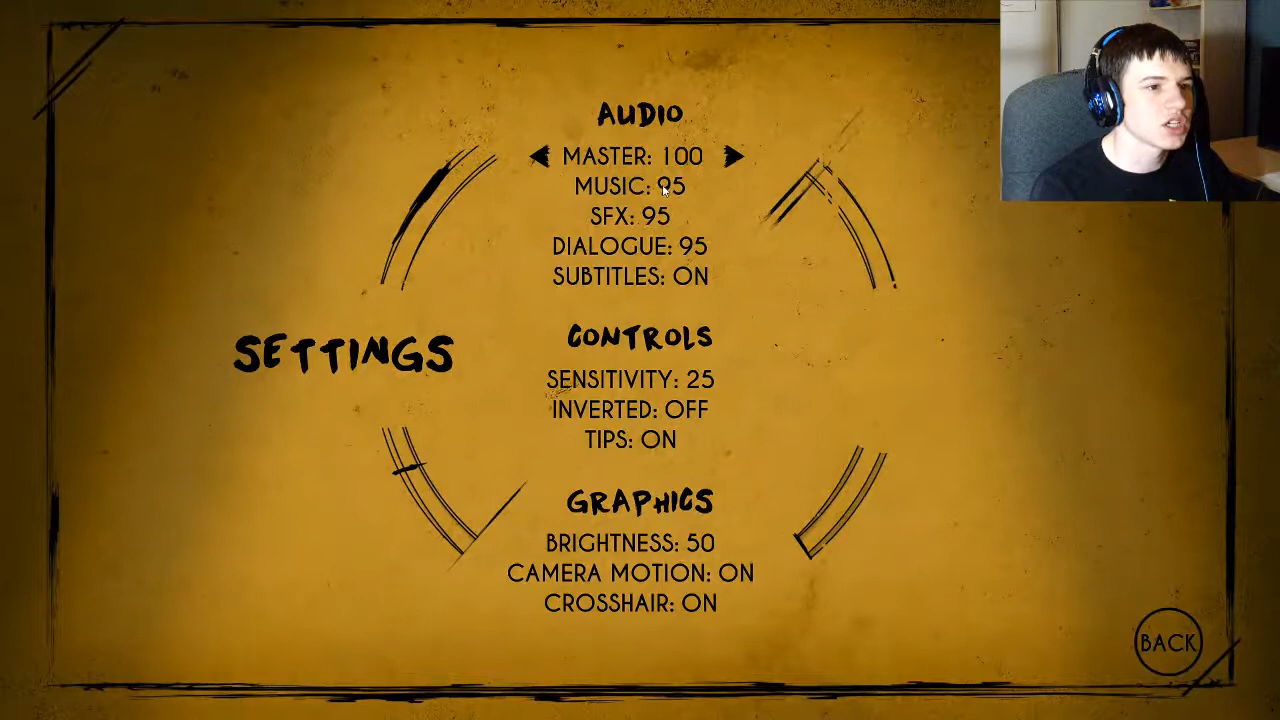 AUDIO
MASTER: 100
MUSIC: 95
SFX: 95
DIALOGUE: 95
SUBTITLES: ON
SETTINGS
CONTROLS
SENSITIVITY: 25
INVERTED: OFF
TIPS: ON
GRAPHICS
BRIGHTNESS: 50
CAMERA MOTION: ON
CROSSHAIR: ON
BACK